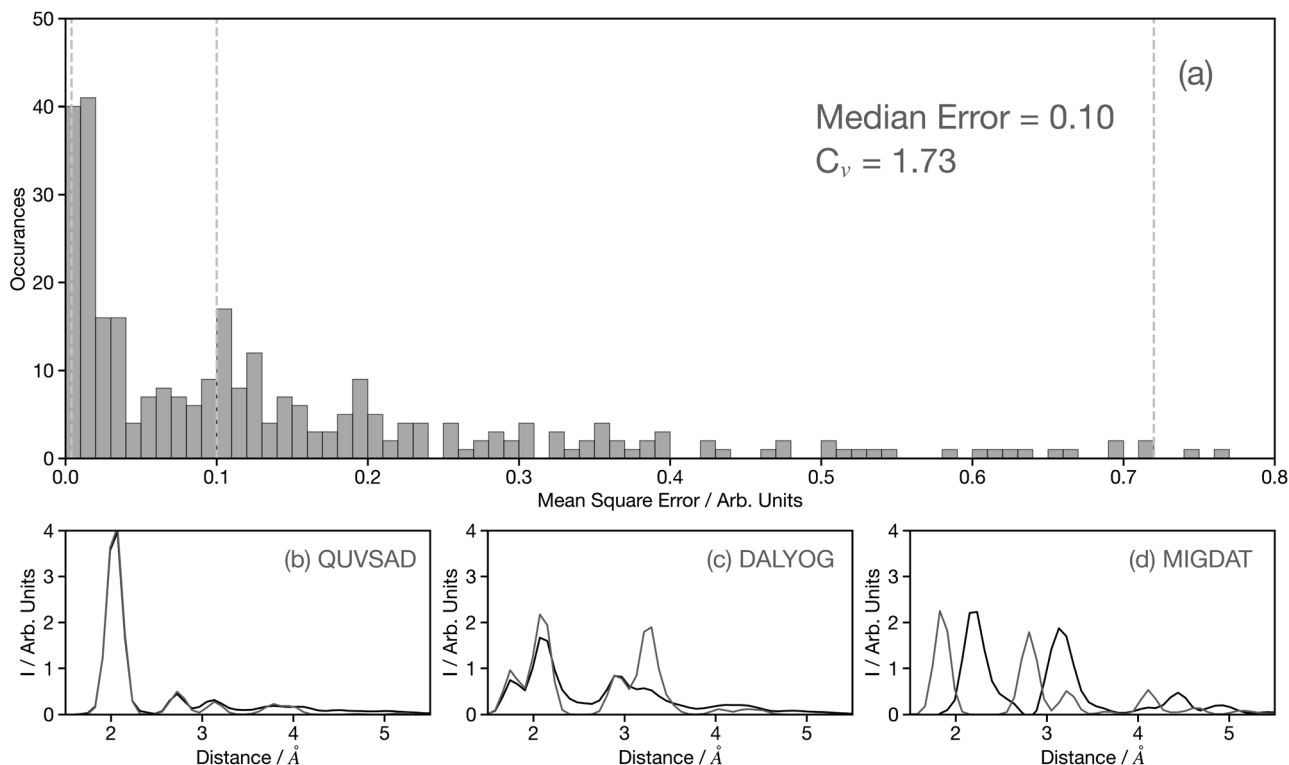 50
40
30
20
10
0
Occurances
(a)
Median Error = 0.10
Cν = 1.73
0.0 0.1 0.2 0.3 0.4 0.5 0.6 0.7 0.8
Mean Square Error / Arb. Units
4
3
2
1
0
I / Arb. Units
(b) QUVSAD
2 3 4 5
Distance / Å
4
3
2
1
0
I / Arb. Units
(c) DALYOG
2 3 4 5
Distance / Å
4
3
2
1
0
I / Arb. Units
(d) MIGDAT
2 3 4 5
Distance / Å